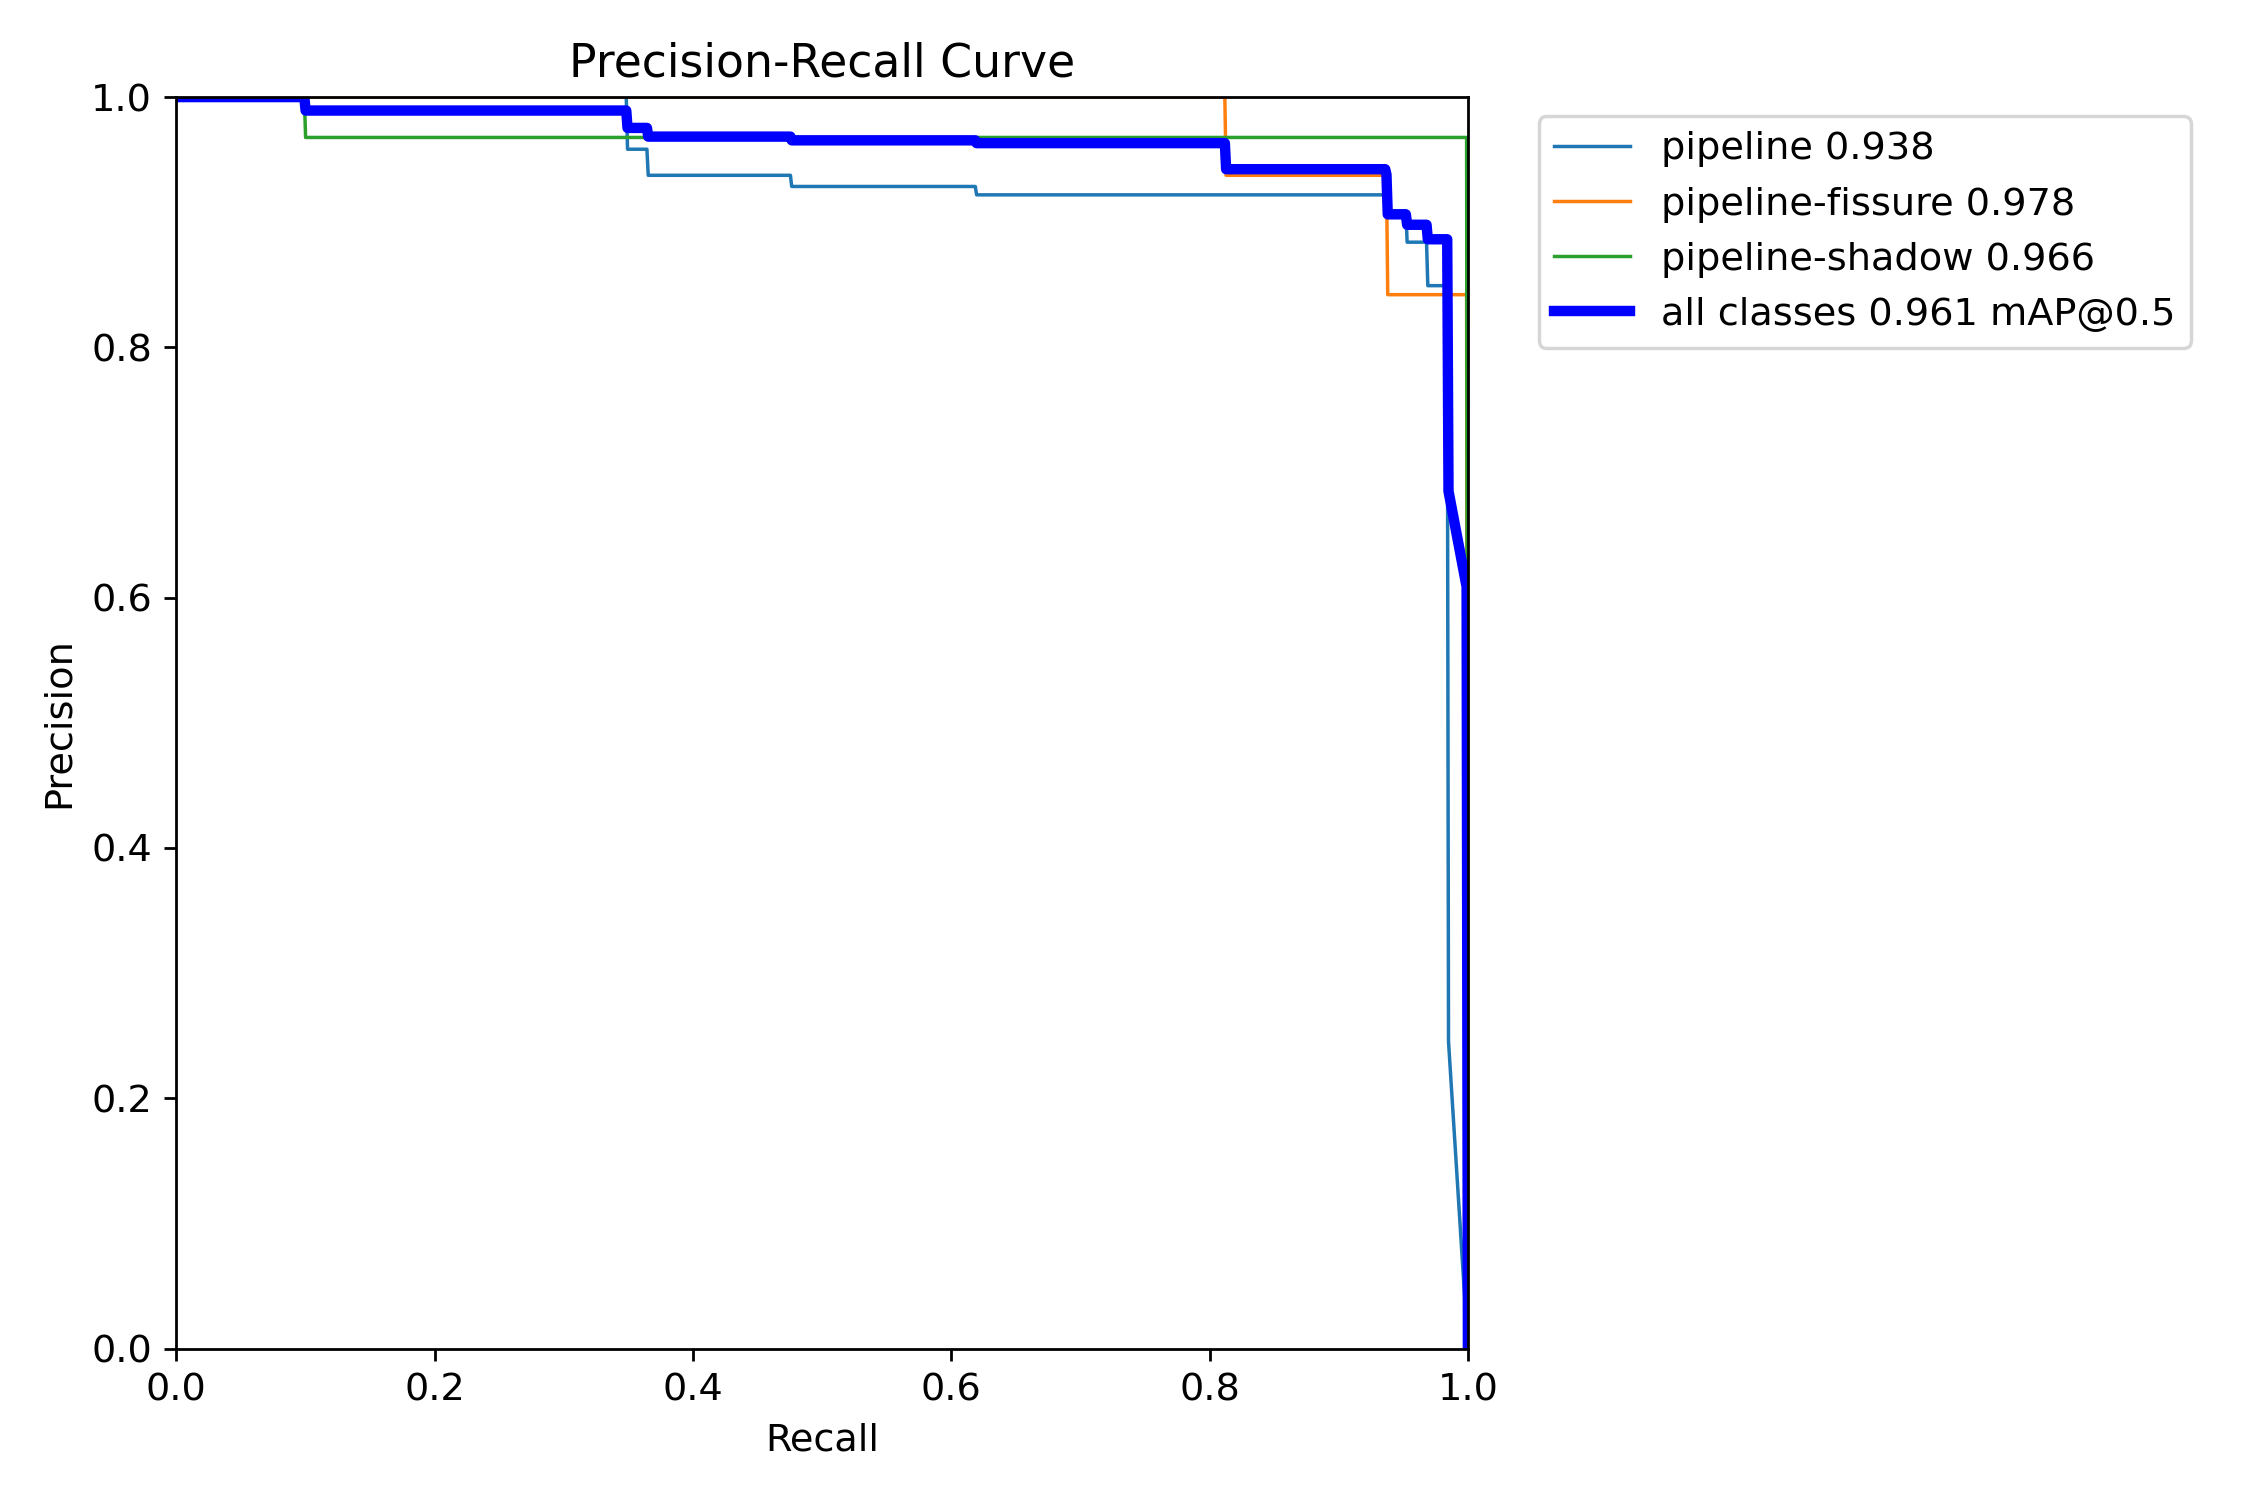 Precision-Recall Curve
1.0
0.8
0.6
0.4
0.2
0.0
Precision
0.0 0.2 0.4 0.6 0.8 1.0
Recall
pipeline 0.938
pipeline-fissure 0.978
pipeline-shadow 0.966
all classes 0.961 mAP@0.5